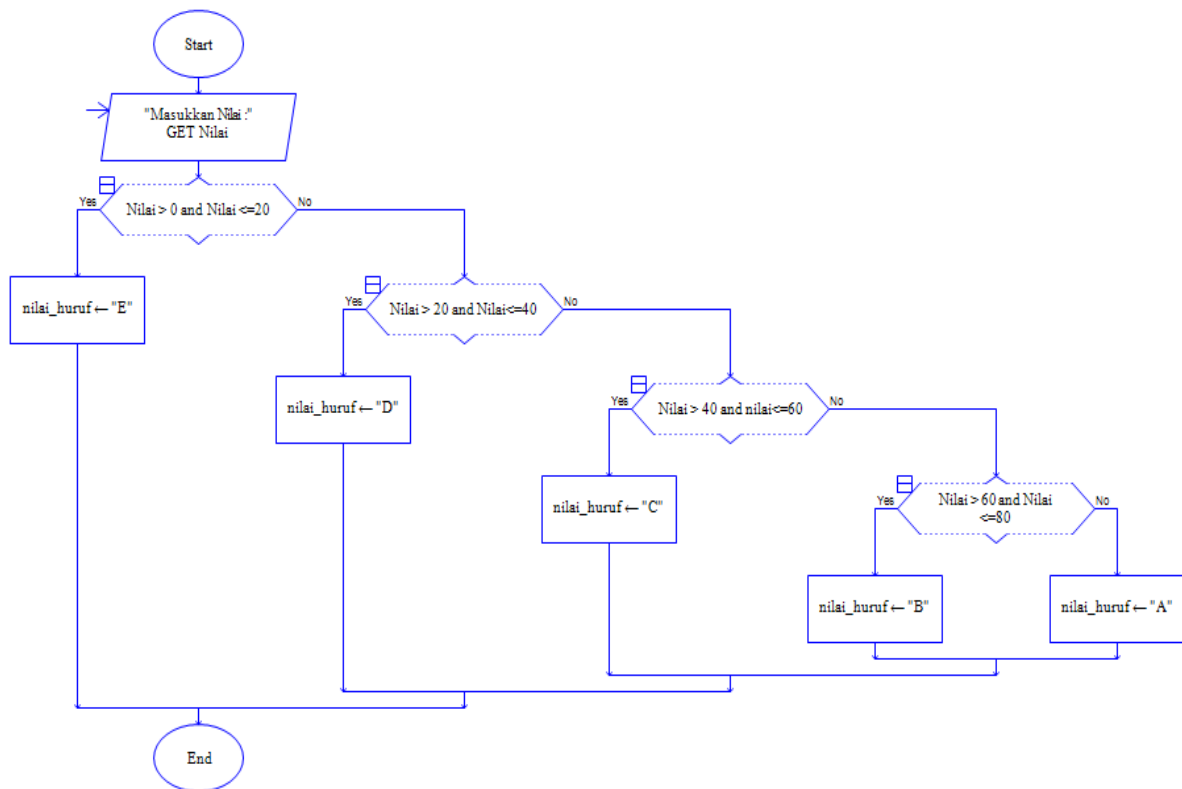 Start
"Masukkan Nilai :"
GET Nilai
Yes
Nilai > 0 and Nilai <=20
No
nilai_huruf ← "E"
Yes
Nilai > 20 and Nilai<=40
No
nilai_huruf ← "D"
Yes
Nilai > 40 and nilai<=60
No
nilai_huruf ← "C"
Yes
Nilai > 60 and Nilai
<=80
No
nilai_huruf ← "B"
nilai_huruf ← "A"
End